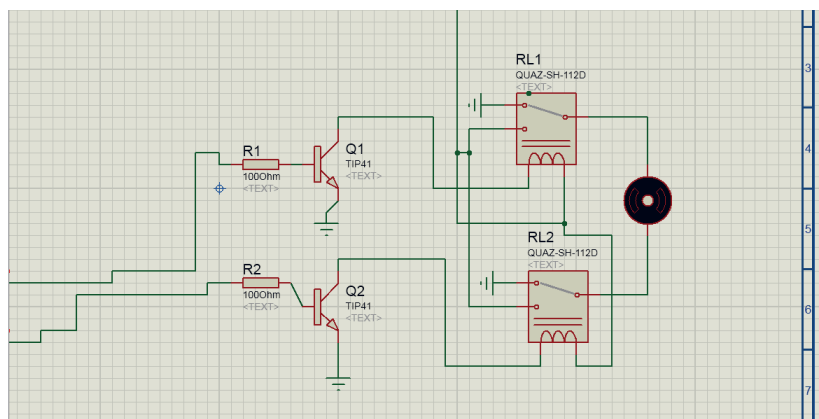 RL1
QUAZ-SH-112D
<TEXT>
3
R1
100Ohm
<TEXT>
Q1
TIP41
<TEXT>
4
RL2
QUAZ-SH-112D
<TEXT>
5
R2
100Ohm
<TEXT>
Q2
TIP41
<TEXT>
6
7